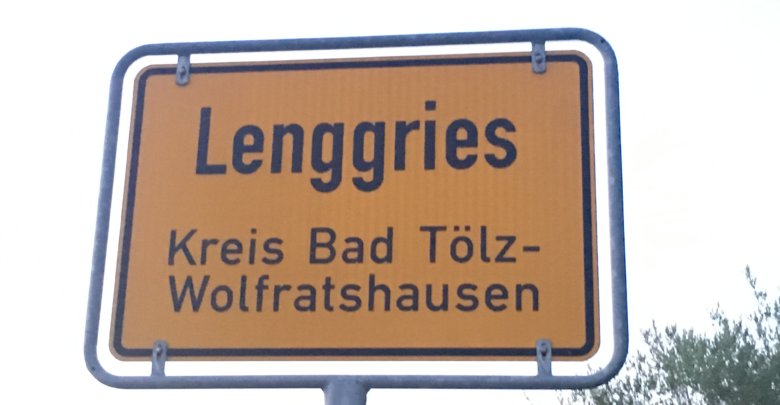 Lenggries
Kreis Bad Tölz-
Wolfratshausen